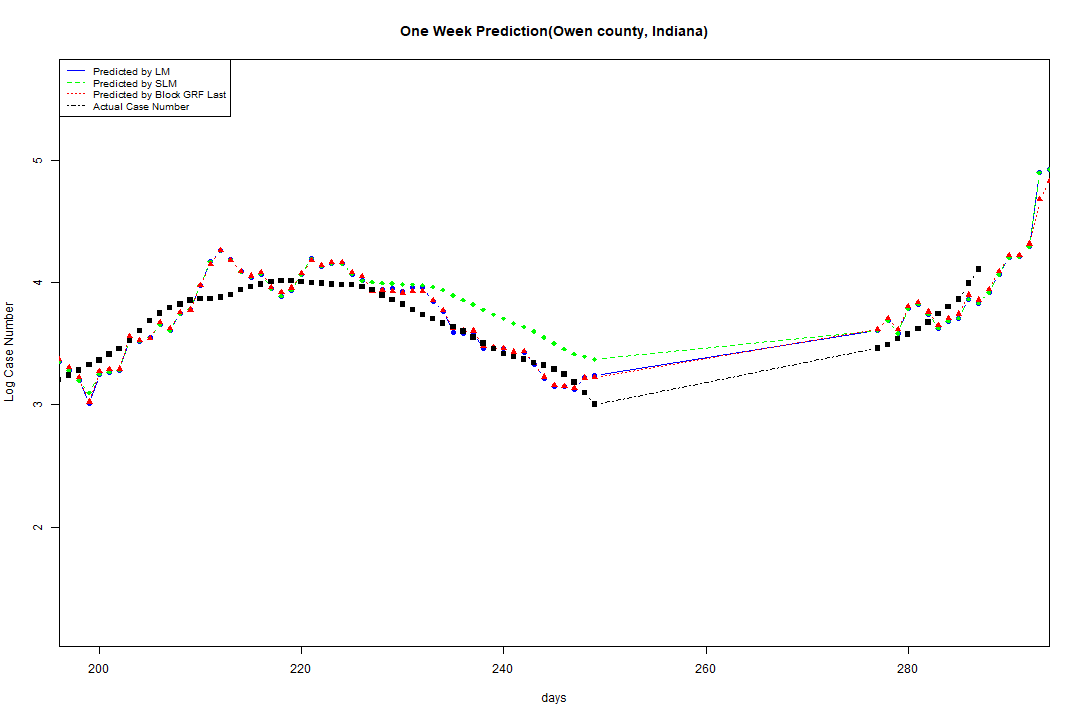 One Week Prediction(Owen county, Indiana)
Predicted by LM
Predicted by SLM
Predicted by Block GRF Last
Actual Case Number
5
4
3
2
Log Case Number
200 220 240 260 280
days